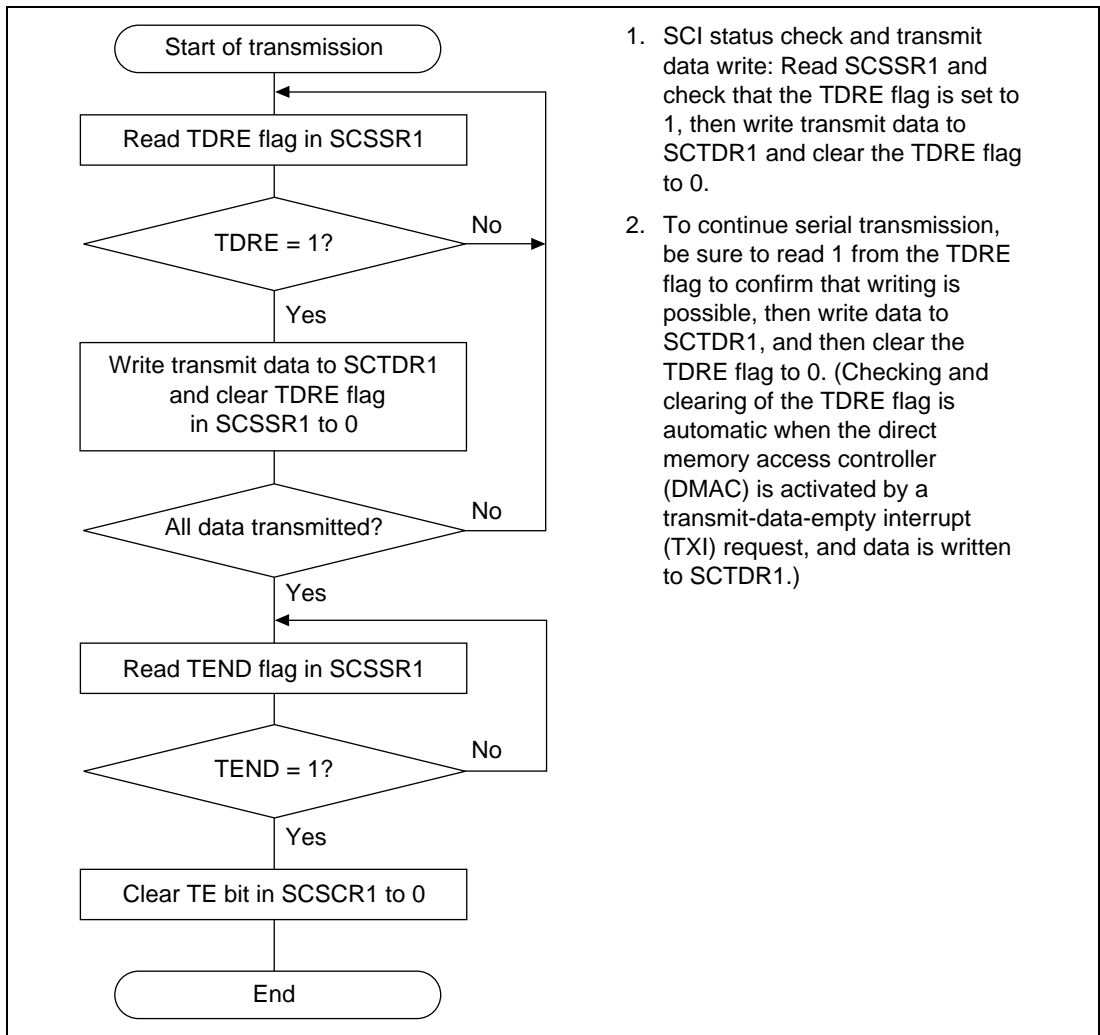 Start of transmission
Read TDRE flag in SCSSR1
TDRE = 1?
No
Yes
Write transmit data to SCTDR1
and clear TDRE flag
in SCSSR1 to 0
All data transmitted?
No
Yes
Read TEND flag in SCSSR1
TEND = 1?
No
Yes
Clear TE bit in SCSCR1 to 0
End
1. SCI status check and transmit
data write: Read SCSSR1 and
check that the TDRE flag is set to
1, then write transmit data to
SCTDR1 and clear the TDRE flag
to 0.
2. To continue serial transmission,
be sure to read 1 from the TDRE
flag to confirm that writing is
possible, then write data to
SCTDR1, and then clear the
TDRE flag to 0. (Checking and
clearing of the TDRE flag is
automatic when the direct
memory access controller
(DMAC) is activated by a
transmit-data-empty interrupt
(TXI) request, and data is written
to SCTDR1.)